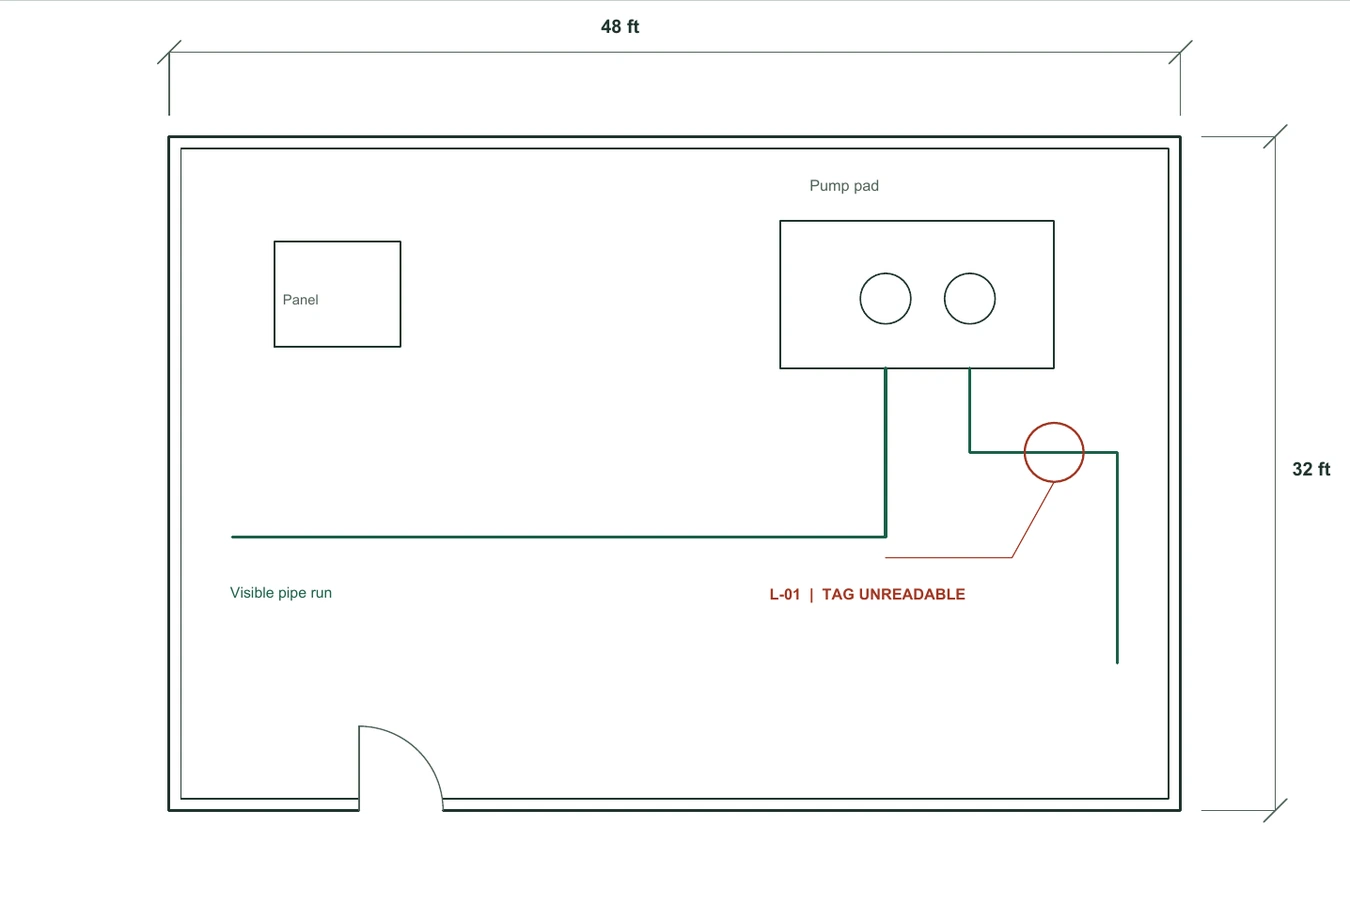 48 ft
Pump pad
Panel
32 ft
Visible pipe run
L-01 | TAG UNREADABLE